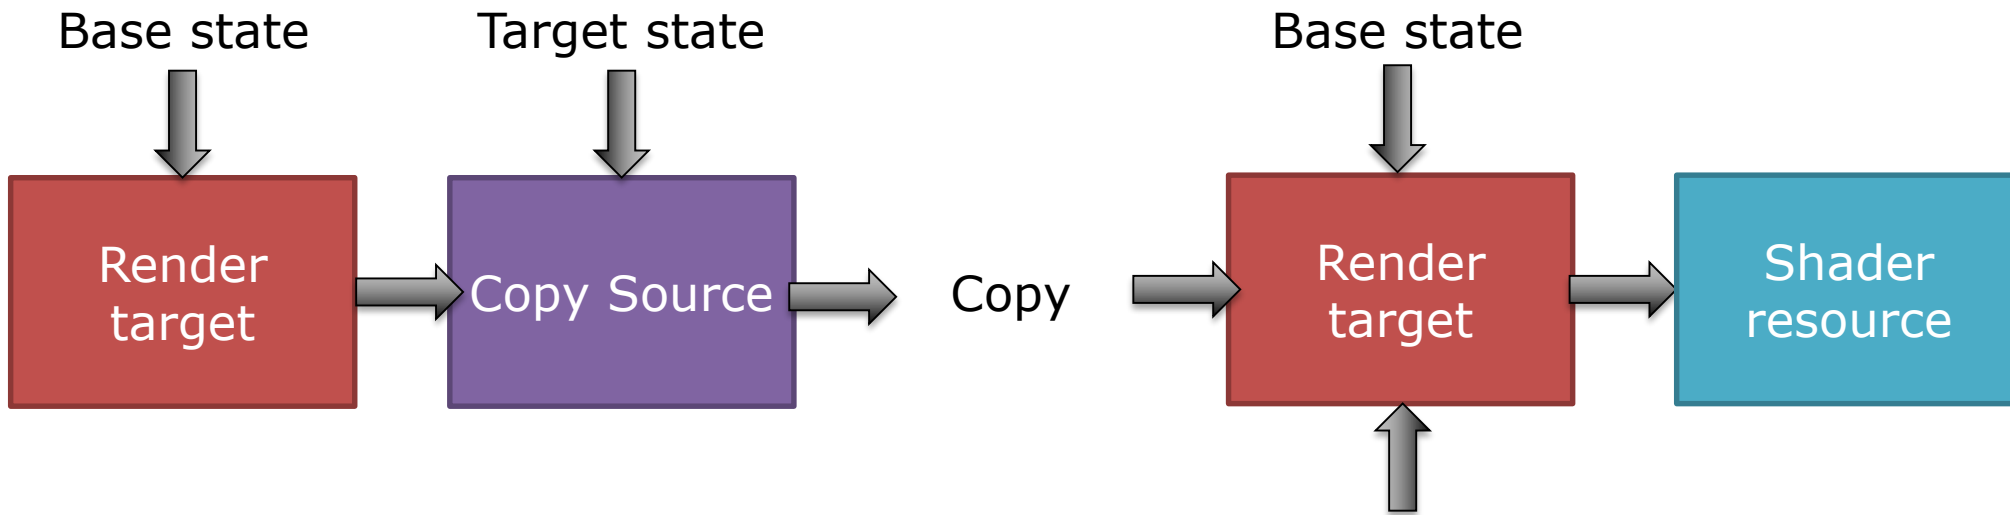 Base state
Target state
Base state
Render
target
Copy Source
Copy
Render
target
Shader
resource